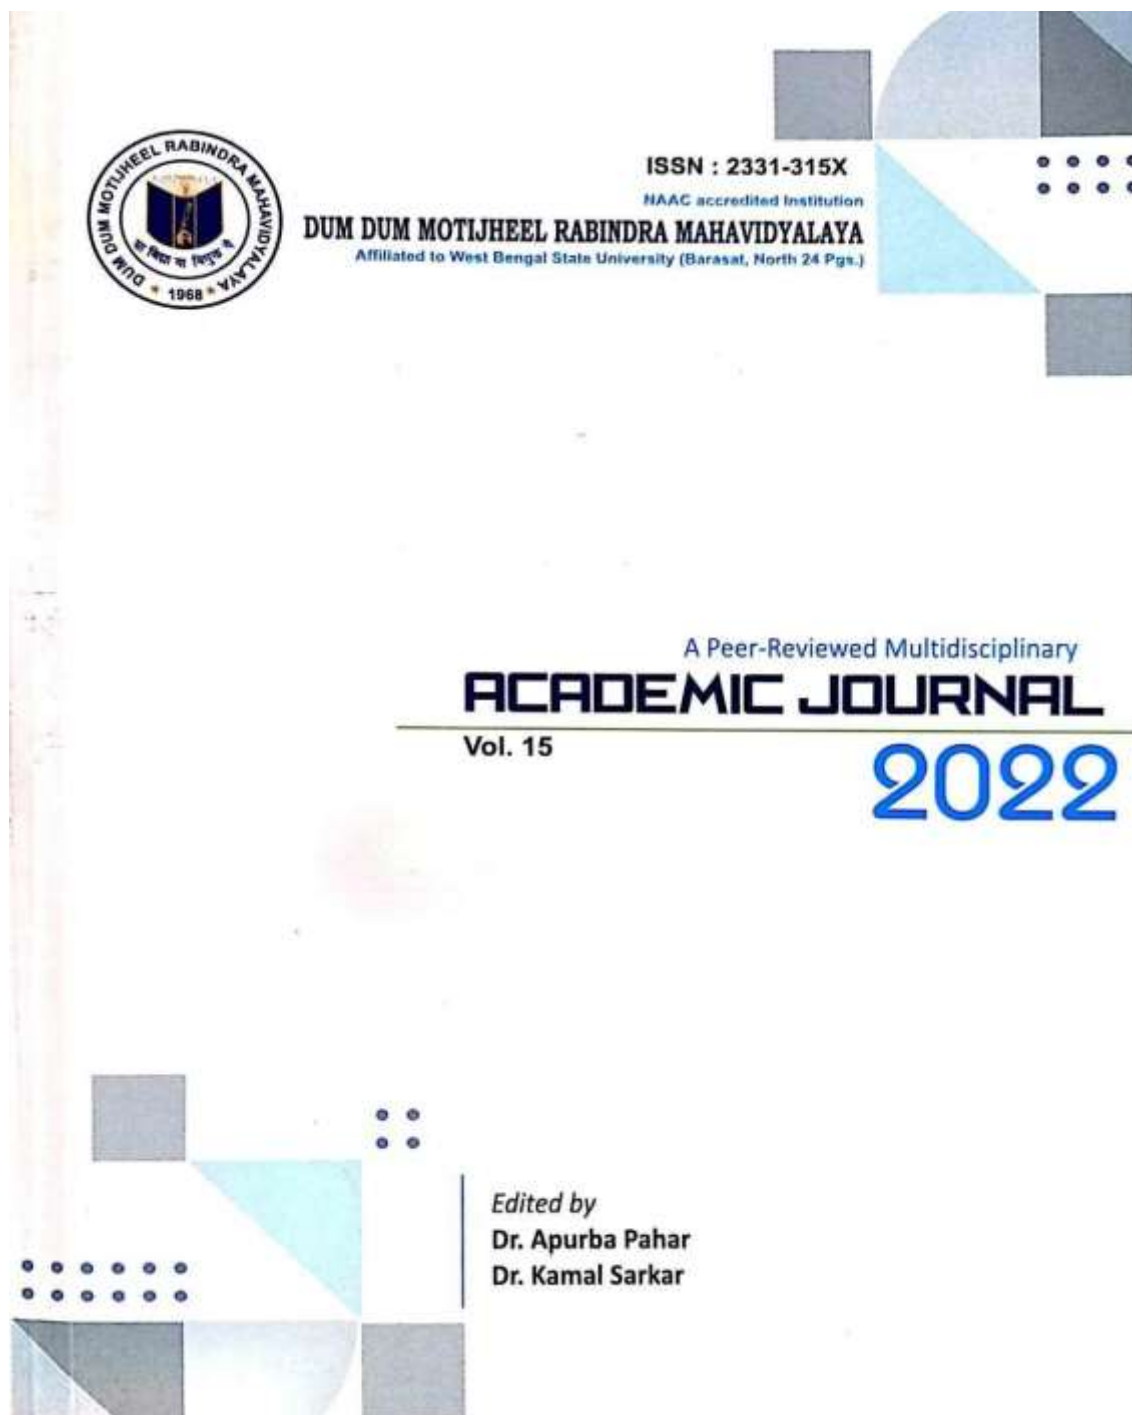 DUM DUM MOTIJHEEL RABINDRA MAHAVIDYALAYA
सा विद्या या विमुक्तये
★ 1968 ★
ISSN : 2331-315X
NAAC accredited Institution
DUM DUM MOTIJHEEL RABINDRA MAHAVIDYALAYA
Affiliated to West Bengal State University (Barasat, North 24 Pgs.)
A Peer-Reviewed Multidisciplinary
ACADEMIC JOURNAL
Vol. 15
2022
Edited by
Dr. Apurba Pahar
Dr. Kamal Sarkar